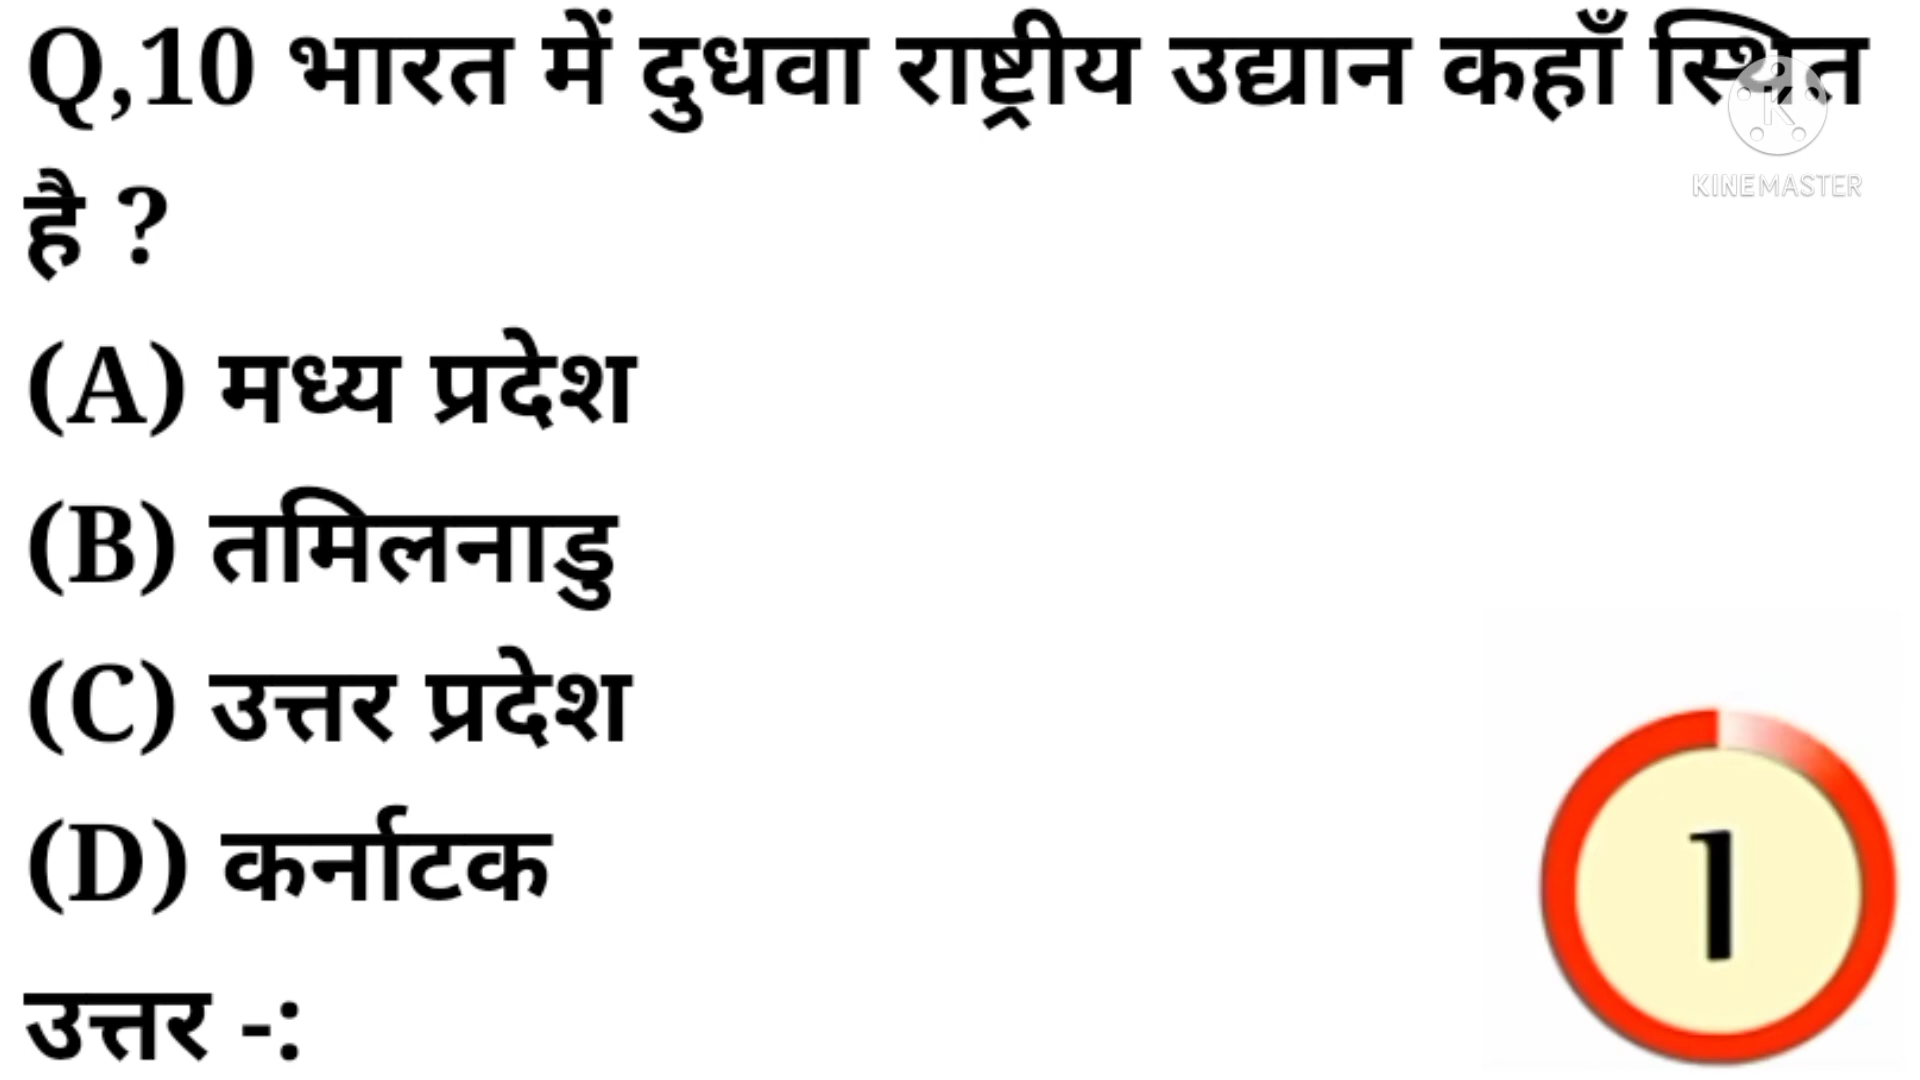 Q,10 भारत में दुधवा राष्ट्रीय उद्यान कहाँ स्थित
है ?
(A) मध्य प्रदेश
(B) तमिलनाडु
(C) उत्तर प्रदेश
(D) कर्नाटक
उत्तर -:
K
KINEMASTER
1